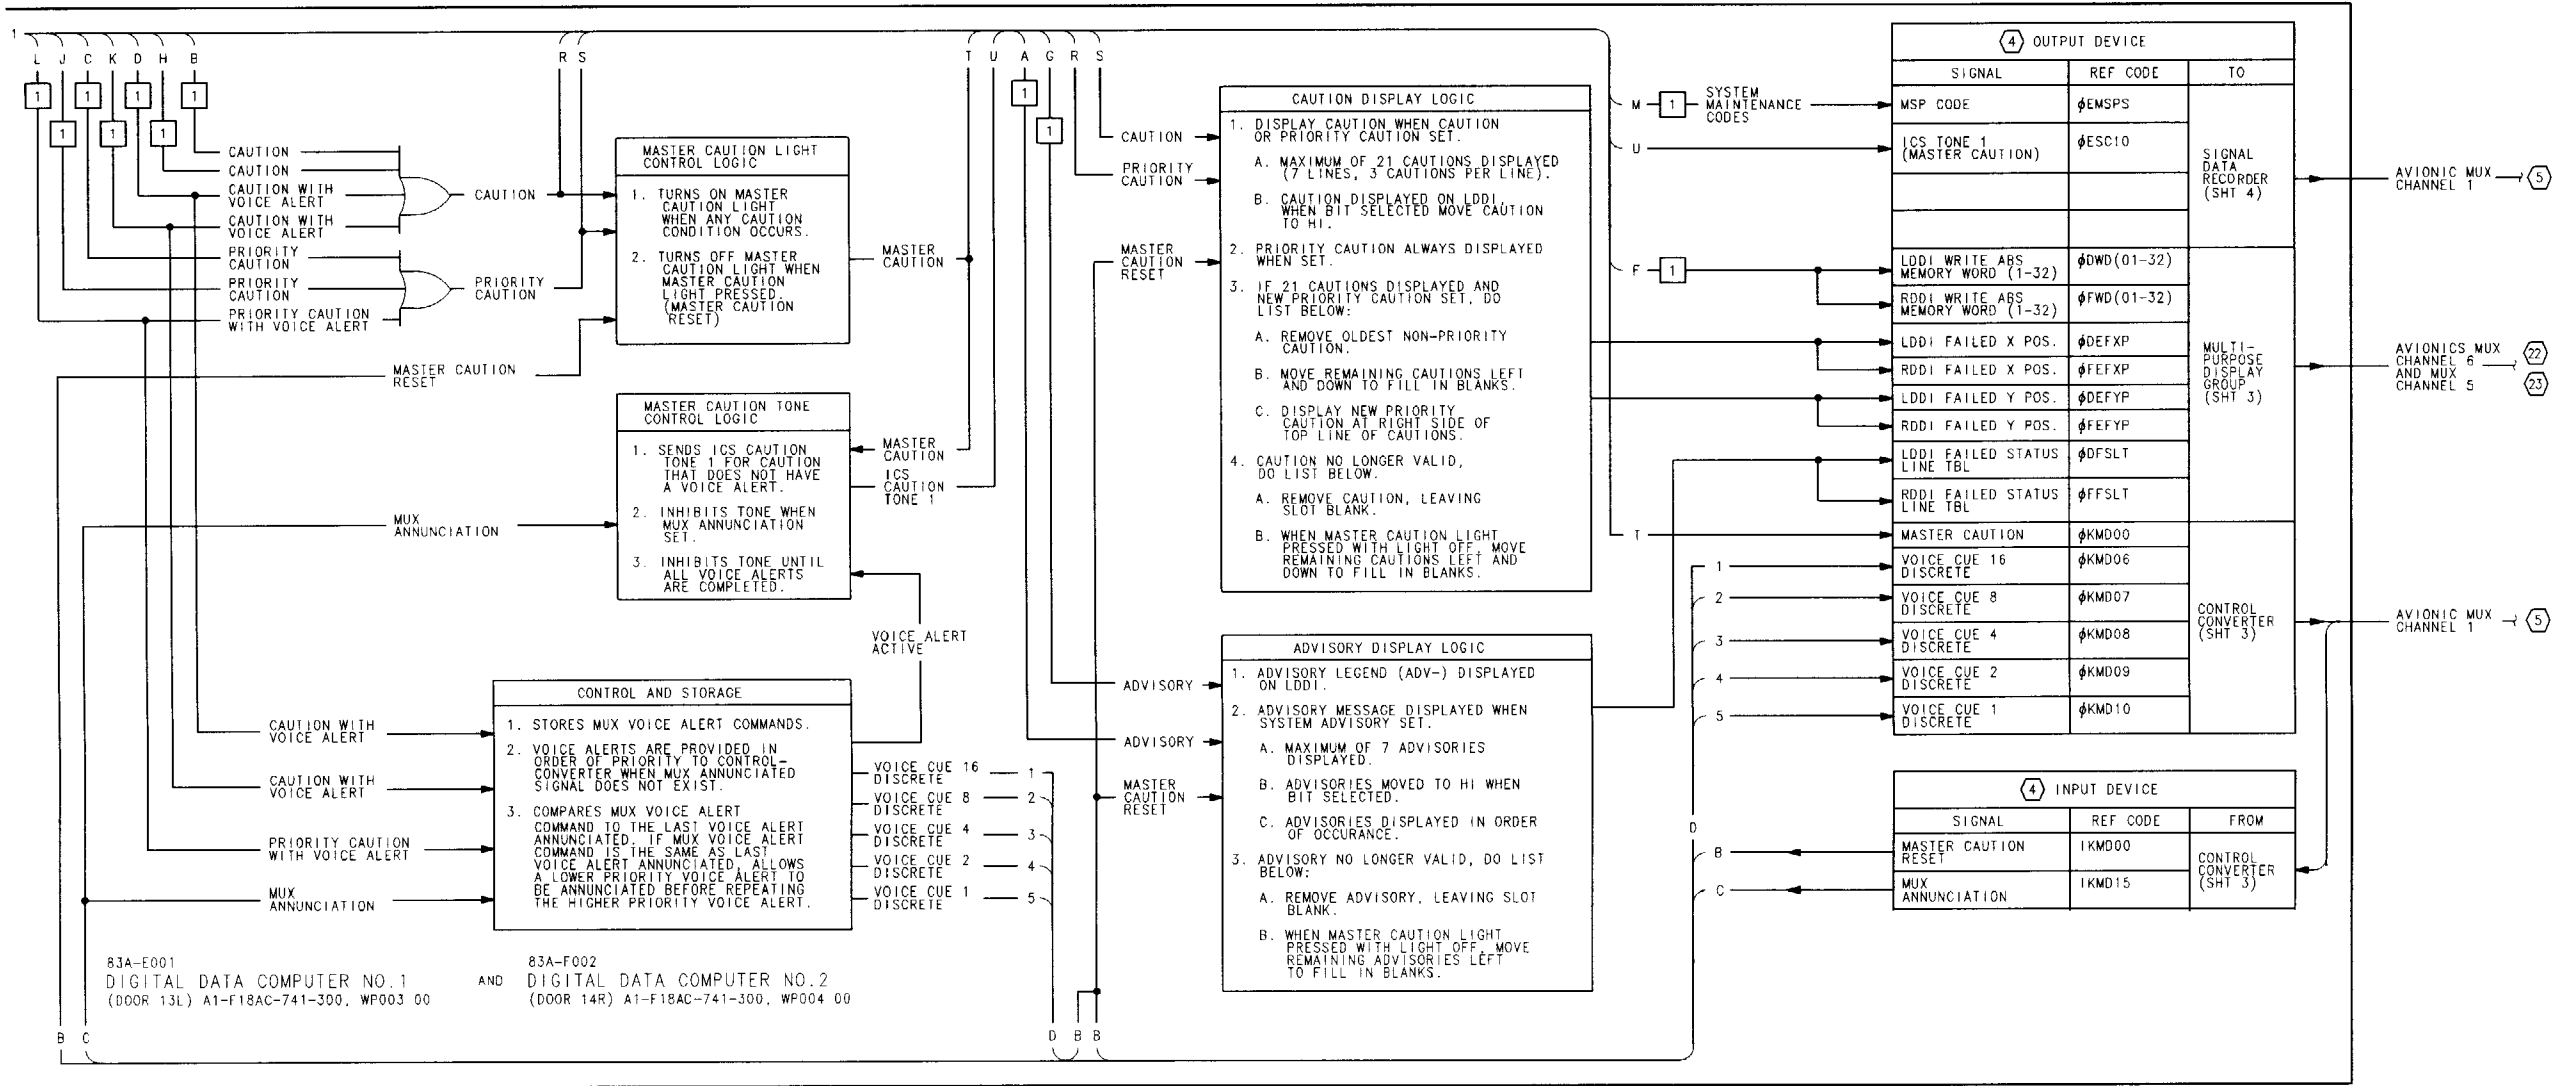 1
L J C K D H B
R S
T U A G R S
1 1 1 1
1 1 1
1
1
CAUTION
CAUTION
CAUTION WITH
VOICE ALERT
CAUTION WITH
VOICE ALERT
PRIORITY
CAUTION
PRIORITY
CAUTION
PRIORITY CAUTION
WITH VOICE ALERT
CAUTION
PRIORITY
CAUTION
MASTER CAUTION
RESET
MASTER CAUTION LIGHT
CONTROL LOGIC
1. TURNS ON MASTER
CAUTION LIGHT
WHEN ANY CAUTION
CONDITION OCCURS.
2. TURNS OFF MASTER
CAUTION LIGHT WHEN
MASTER CAUTION
LIGHT PRESSED.
(MASTER CAUTION
RESET)
MASTER
CAUTION
MASTER CAUTION TONE
CONTROL LOGIC
1. SENDS ICS CAUTION
TONE 1 FOR CAUTION
THAT DOES NOT HAVE
A VOICE ALERT.
2. INHIBITS TONE WHEN
MUX ANNUNCIATION
SET.
3. INHIBITS TONE UNTIL
ALL VOICE ALERTS
ARE COMPLETED.
MASTER
CAUTION
ICS
CAUTION
TONE 1
MUX
ANNUNCIATION
VOICE ALERT
ACTIVE
CAUTION WITH
VOICE ALERT
CAUTION WITH
VOICE ALERT
PRIORITY CAUTION
WITH VOICE ALERT
MUX
ANNUNCIATION
CONTROL AND STORAGE
1. STORES MUX VOICE ALERT COMMANDS.
2. VOICE ALERTS ARE PROVIDED IN
ORDER OF PRIORITY TO CONTROL-
CONVERTER WHEN MUX ANNUNCIATED
SIGNAL DOES NOT EXIST.
3. COMPARES MUX VOICE ALERT
COMMAND TO THE LAST VOICE ALERT
ANNUNCIATED. IF MUX VOICE ALERT
COMMAND IS THE SAME AS LAST
VOICE ALERT ANNUNCIATED, ALLOWS
A LOWER PRIORITY VOICE ALERT TO
BE ANNUNCIATED BEFORE REPEATING
THE HIGHER PRIORITY VOICE ALERT.
VOICE CUE 16
DISCRETE
1
VOICE CUE 8
DISCRETE
2
VOICE CUE 4
DISCRETE
3
VOICE CUE 2
DISCRETE
4
VOICE CUE 1
DISCRETE
5
83A-E001
DIGITAL DATA COMPUTER NO.1
(DOOR 13L) A1-F18AC-741-300, WP003 00
AND
83A-F002
DIGITAL DATA COMPUTER NO.2
(DOOR 14R) A1-F18AC-741-300, WP004 00
B C
D B B
CAUTION
PRIORITY
CAUTION
MASTER
CAUTION
RESET
CAUTION DISPLAY LOGIC
1. DISPLAY CAUTION WHEN CAUTION
OR PRIORITY CAUTION SET.
A. MAXIMUM OF 21 CAUTIONS DISPLAYED
(7 LINES, 3 CAUTIONS PER LINE).
B. CAUTION DISPLAYED ON LDDI,
WHEN BIT SELECTED MOVE CAUTION
TO HI.
2. PRIORITY CAUTION ALWAYS DISPLAYED
WHEN SET.
3. IF 21 CAUTIONS DISPLAYED AND
NEW PRIORITY CAUTION SET, DO
LIST BELOW:
A. REMOVE OLDEST NON-PRIORITY
CAUTION.
B. MOVE REMAINING CAUTIONS LEFT
AND DOWN TO FILL IN BLANKS.
C. DISPLAY NEW PRIORITY
CAUTION AT RIGHT SIDE OF
TOP LINE OF CAUTIONS.
4. CAUTION NO LONGER VALID,
DO LIST BELOW.
A. REMOVE CAUTION, LEAVING
SLOT BLANK.
B. WHEN MASTER CAUTION LIGHT
PRESSED WITH LIGHT OFF, MOVE
REMAINING CAUTIONS LEFT AND
DOWN TO FILL IN BLANKS.
ADVISORY
ADVISORY
MASTER
CAUTION
RESET
ADVISORY DISPLAY LOGIC
1. ADVISORY LEGEND (ADV-) DISPLAYED
ON LDDI.
2. ADVISORY MESSAGE DISPLAYED WHEN
SYSTEM ADVISORY SET.
A. MAXIMUM OF 7 ADVISORIES
DISPLAYED.
B. ADVISORIES MOVED TO HI WHEN
BIT SELECTED.
C. ADVISORIES DISPLAYED IN ORDER
OF OCCURANCE.
3. ADVISORY NO LONGER VALID, DO LIST
BELOW:
A. REMOVE ADVISORY, LEAVING SLOT
BLANK.
B. WHEN MASTER CAUTION LIGHT
PRESSED WITH LIGHT OFF, MOVE
REMAINING ADVISORIES LEFT
TO FILL IN BLANKS.
M 1 SYSTEM
MAINTENANCE
CODES
U
F 1
T
1
2
3
4
5
D
B
C
4 OUTPUT DEVICE
SIGNAL REF CODE TO
MSP CODE ϕEMSPS
ICS TONE 1
(MASTER CAUTION) ϕESC10
SIGNAL
DATA
RECORDER
(SHT 4)
LDDI WRITE ABS
MEMORY WORD (1-32) ϕDWD(01-32)
RDDI WRITE ABS
MEMORY WORD (1-32) ϕFWD(01-32)
LDDI FAILED X POS. ϕDEFXP
RDDI FAILED X POS. ϕFEFXP
LDDI FAILED Y POS. ϕDEFYP
RDDI FAILED Y POS. ϕFEFYP
LDDI FAILED STATUS
LINE TBL ϕDFSLT
RDDI FAILED STATUS
LINE TBL ϕFFSLT
MULTI-
PURPOSE
DISPLAY
GROUP
(SHT 3)
MASTER CAUTION ϕKMD00
VOICE CUE 16
DISCRETE ϕKMD06
VOICE CUE 8
DISCRETE ϕKMD07
VOICE CUE 4
DISCRETE ϕKMD08
VOICE CUE 2
DISCRETE ϕKMD09
VOICE CUE 1
DISCRETE ϕKMD10
CONTROL
CONVERTER
(SHT 3)
4 INPUT DEVICE
SIGNAL REF CODE FROM
MASTER CAUTION
RESET IKMD00
MUX
ANNUNCIATION IKMD15
CONTROL
CONVERTER
(SHT 3)
AVIONIC MUX
CHANNEL 1
5
AVIONICS MUX
CHANNEL 6
AND MUX
CHANNEL 5
22
23
AVIONIC MUX
CHANNEL 1
5